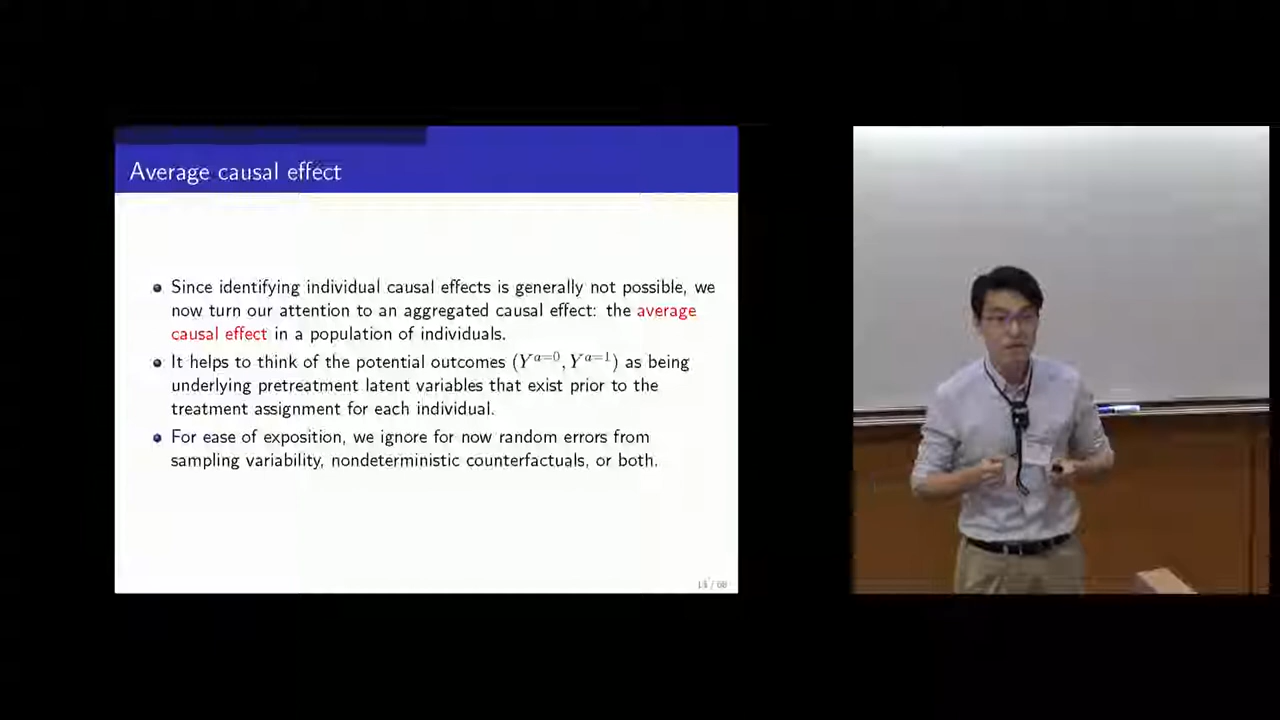 Average causal effect
Since identifying individual causal effects is generally not possible, we
now turn our attention to an aggregated causal effect: the average
causal effect in a population of individuals.
It helps to think of the potential outcomes (Y^{a=0}, Y^{a=1}) as being
underlying pretreatment latent variables that exist prior to the
treatment assignment for each individual.
For ease of exposition, we ignore for now random errors from
sampling variability, nondeterministic counterfactuals, or both.